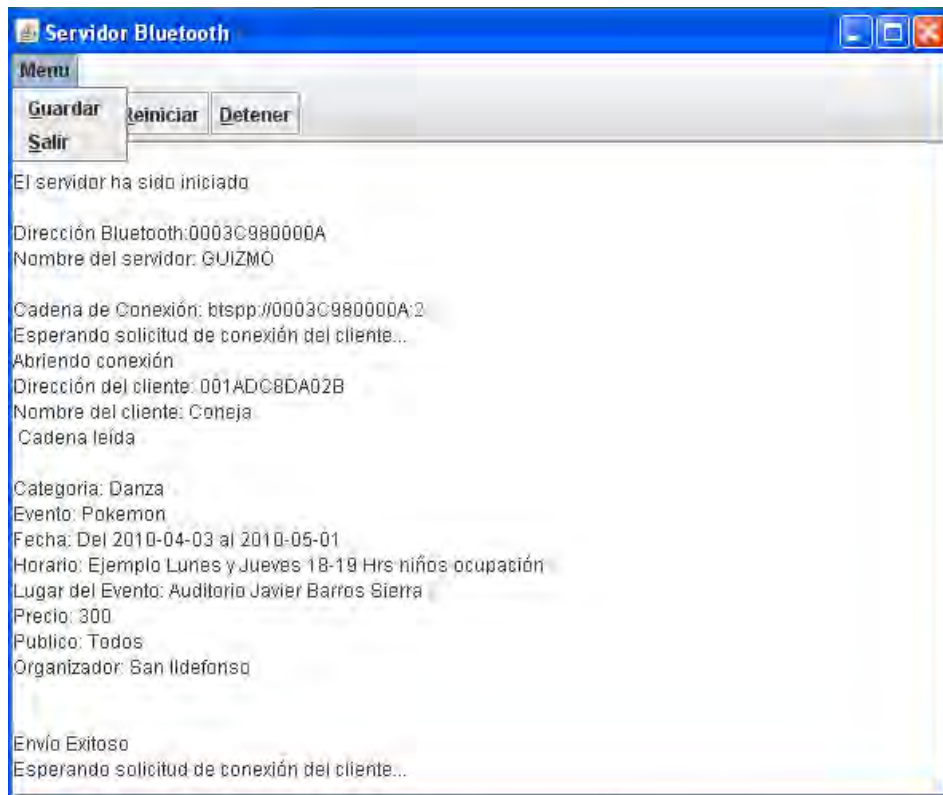 Servidor Bluetooth
Menu
Guardar
Salir
Reiniciar Detener
El servidor ha sido iniciado
Dirección Bluetooth:0003C980000A
Nombre del servidor: GUIZMO
Cadena de Conexión: btspp://0003C980000A:2
Esperando solicitud de conexión del cliente...
Abriendo conexión
Dirección del cliente: 001ADC8DA02B
Nombre del cliente: Coneja
Cadena leída
Categoria: Danza
Evento: Pokemon
Fecha: Del 2010-04-03 al 2010-05-01
Horario: Ejemplo Lunes y Jueves 18-19 Hrs niños ocupación
Lugar del Evento: Auditorio Javier Barros Sierra
Precio: 300
Publico: Todos
Organizador: San Ildefonso
Envío Exitoso
Esperando solicitud de conexión del cliente...